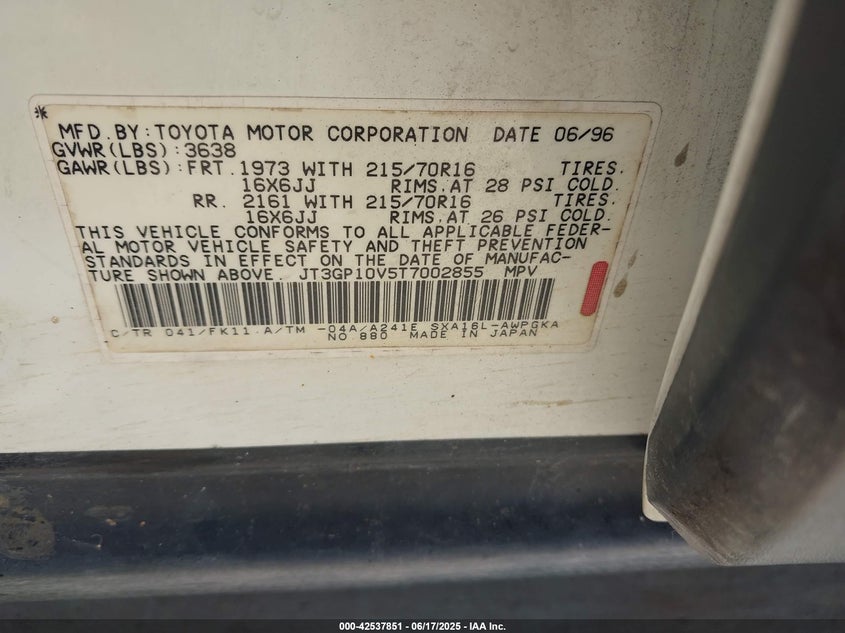 *
MFD.BY:TOYOTA MOTOR CORPORATION DATE 06/96
GVWR(LBS):3638
GAWR(LBS):FRT.1973 WITH 215/70R16 TIRES.
16X6JJ RIMS.AT 28 PSI COLD.
RR. 2161 WITH 215/70R16 TIRES.
16X6JJ RIMS.AT 26 PSI COLD.
THIS VEHICLE CONFORMS TO ALL APPLICABLE FEDER-
AL MOTOR VEHICLE SAFETY AND THEFT PREVENTION
STANDARDS IN EFFECT ON THE DATE OF MANUFAC-
TURE SHOWN ABOVE. JT3GP10V5T7002855 MPV
C/TR 041/FK11 A/TM -04A/A241E SXA16L-AWPGKA
NO.880 MADE IN JAPAN
000-42537851 | 06/17/2025 - IAA Inc.